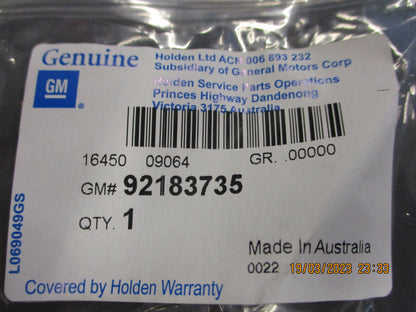 Genuine
GM
®
Holden Ltd ACN 006 893 232
Subsidiary of General Motors Corp
Holden Service Parts Operations
Princes Highway Dandenong
Victoria 3175 Australia
16450 09064 GR. .00000
GM# 92183735
QTY. 1
Made In Australia
0022
Covered by Holden Warranty
L069049GS
19/03/2023 23:33